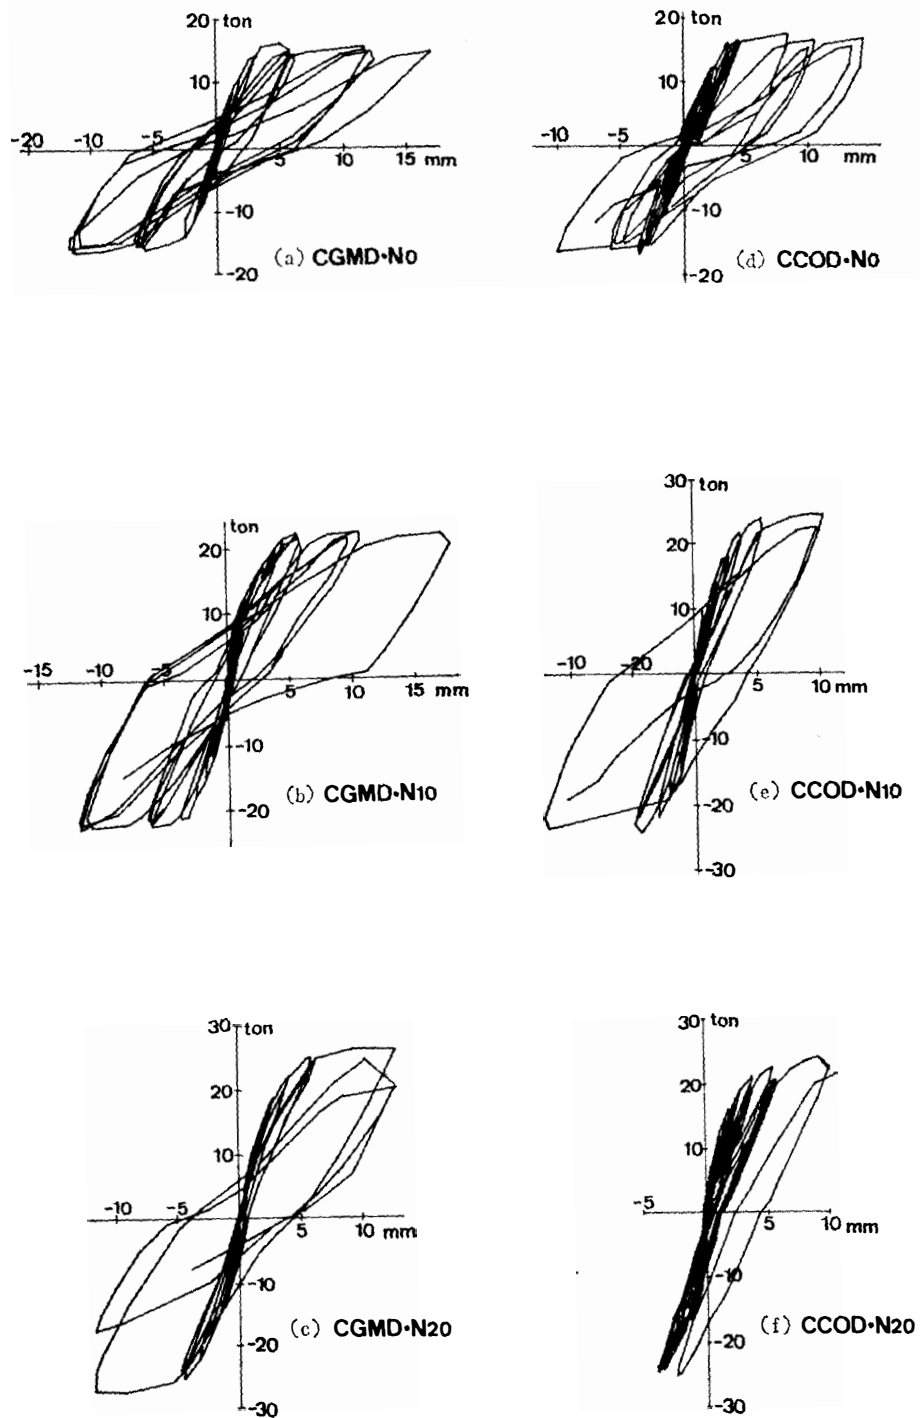 20 ton
10
-20 -10 -5
5 10 15 mm
-10
-20
(a) CGMD·N0
20 ton
10
-10 -5
5 10 mm
-10
-20
(d) CCOD·N0
ton
20
10
-15 -10 -5
5 10 15 mm
-10
-20
(b) CGMD·N10
30 ton
20
10
-10 -20
5 10 mm
-10
-20
-30
(e) CCOD·N10
30 ton
20
10
-10 -5
5 10 mm
-10
-20
-30
(c) CGMD·N20
30 ton
20
10
-5
5 10 mm
-10
-20
-30
(f) CCOD·N20